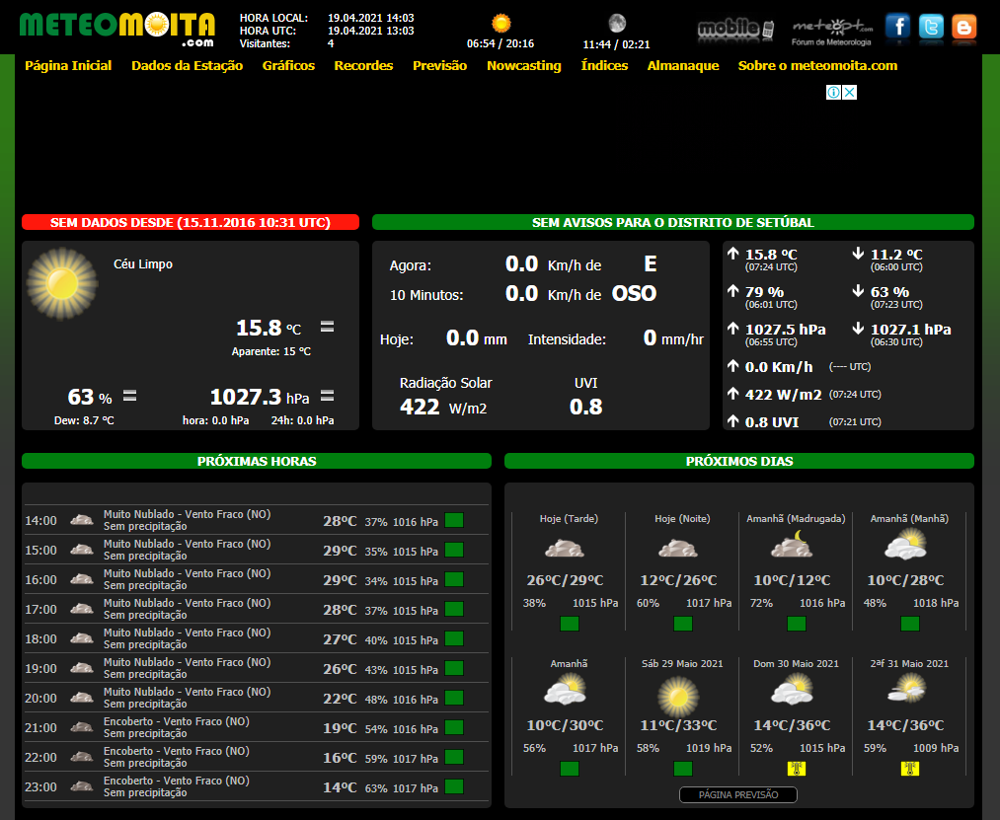 METEOMOITA
.com
HORA LOCAL: 19.04.2021 14:03
HORA UTC: 19.04.2021 13:03
Visitantes: 4
06:54 / 20:16
11:44 / 02:21
mobile
meteopt.com
Fórum de Meteorologia
Página Inicial Dados da Estação Gráficos Recordes Previsão Nowcasting Índices Almanaque Sobre o meteomoita.com
SEM DADOS DESDE (15.11.2016 10:31 UTC)
Céu Limpo
15.8 ºC =
Aparente: 15 ºC
63 % =
1027.3 hPa =
Dew: 8.7 ºC
hora: 0.0 hPa 24h: 0.0 hPa
SEM AVISOS PARA O DISTRITO DE SETÚBAL
Agora: 0.0 Km/h de E
10 Minutos: 0.0 Km/h de OSO
Hoje: 0.0 mm Intensidade: 0 mm/hr
Radiação Solar UVI
422 W/m2 0.8
15.8 ºC 11.2 ºC
(07:24 UTC) (06:00 UTC)
79 % 63 %
(06:01 UTC) (07:23 UTC)
1027.5 hPa 1027.1 hPa
(06:55 UTC) (06:30 UTC)
0.0 Km/h (---- UTC)
422 W/m2 (07:24 UTC)
0.8 UVI (07:21 UTC)
PRÓXIMAS HORAS
14:00 Muito Nublado - Vento Fraco (NO) 28ºC 37% 1016 hPa
Sem precipitação
15:00 Muito Nublado - Vento Fraco (NO) 29ºC 35% 1015 hPa
Sem precipitação
16:00 Muito Nublado - Vento Fraco (NO) 29ºC 34% 1015 hPa
Sem precipitação
17:00 Muito Nublado - Vento Fraco (NO) 28ºC 37% 1015 hPa
Sem precipitação
18:00 Muito Nublado - Vento Fraco (NO) 27ºC 40% 1015 hPa
Sem precipitação
19:00 Muito Nublado - Vento Fraco (NO) 26ºC 43% 1015 hPa
Sem precipitação
20:00 Muito Nublado - Vento Fraco (NO) 22ºC 48% 1016 hPa
Sem precipitação
21:00 Encoberto - Vento Fraco (NO) 19ºC 54% 1016 hPa
Sem precipitação
22:00 Encoberto - Vento Fraco (NO) 16ºC 59% 1017 hPa
Sem precipitação
23:00 Encoberto - Vento Fraco (NO) 14ºC 63% 1017 hPa
Sem precipitação
PRÓXIMOS DIAS
Hoje (Tarde) Hoje (Noite) Amanhã (Madrugada) Amanhã (Manhã)
26ºC/29ºC 12ºC/26ºC 10ºC/12ºC 10ºC/28ºC
38% 1015 hPa 60% 1017 hPa 72% 1016 hPa 48% 1018 hPa
Amanhã Sáb 29 Maio 2021 Dom 30 Maio 2021 2ªf 31 Maio 2021
10ºC/30ºC 11ºC/33ºC 14ºC/36ºC 14ºC/36ºC
56% 1017 hPa 58% 1019 hPa 52% 1015 hPa 59% 1009 hPa
PÁGINA PREVISÃO